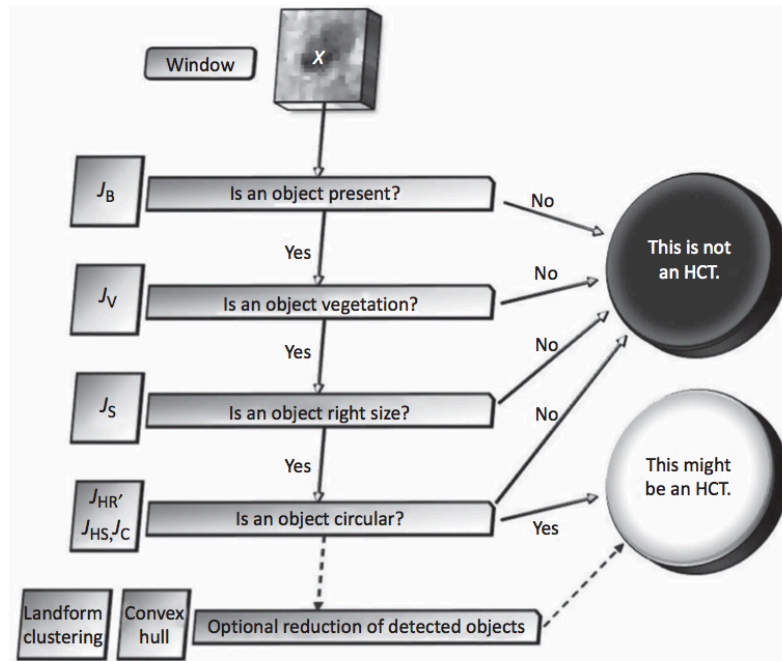 Window
X
J_B
Is an object present?
No
This is not
an HCT.
Yes
J_V
Is an object vegetation?
No
Yes
J_S
Is an object right size?
No
No
Yes
J_HR′
J_HS,J_C
Is an object circular?
Yes
This might
be an HCT.
Landform
clustering
Convex
hull
Optional reduction of detected objects